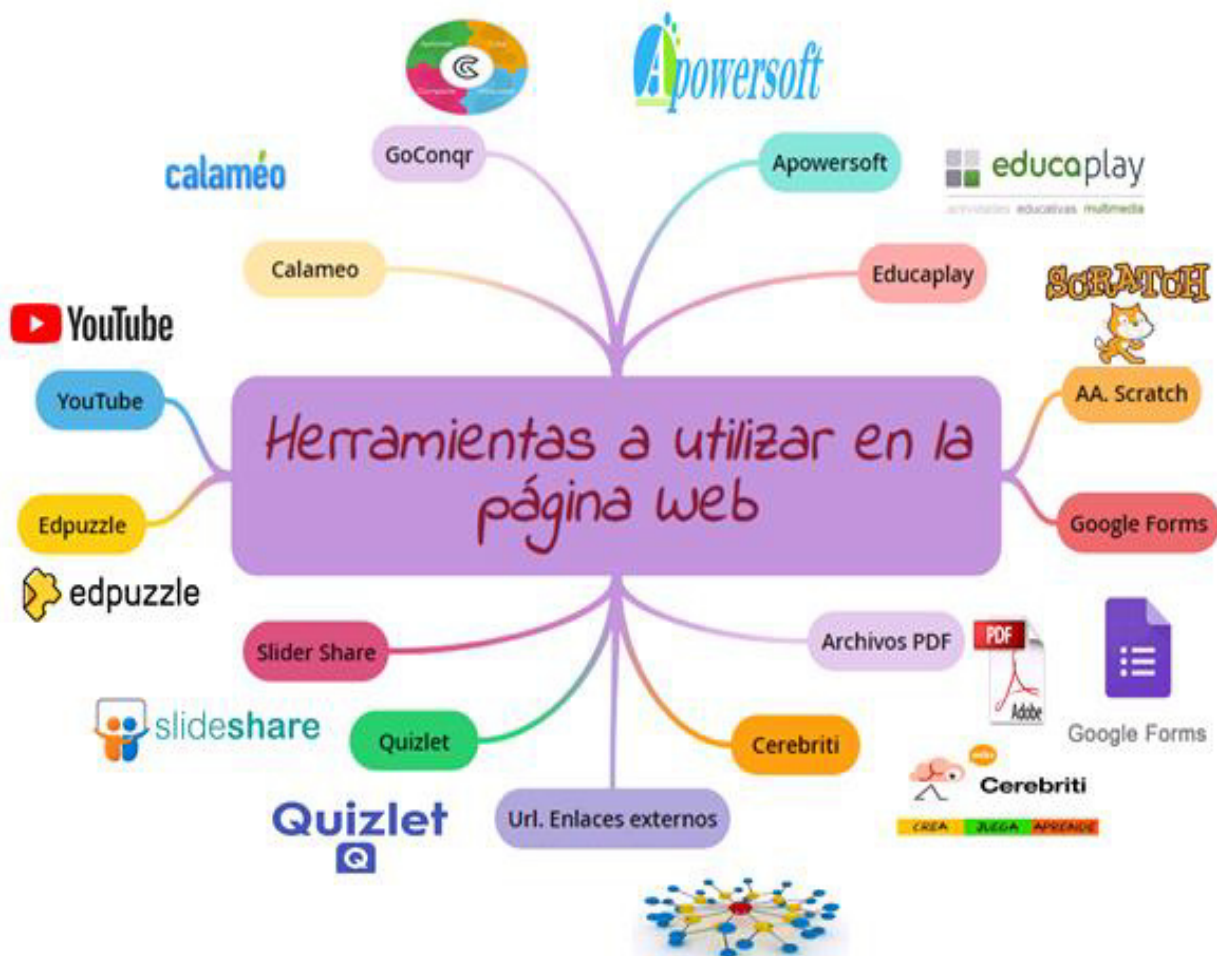 Apowersoft
GoConqr
Apowersoft
calaméo
educaplay
actividades educativas multimedia
Calameo
Educaplay
SCRATCH
YouTube
YouTube
AA. Scratch
Herramientas a utilizar en la
página web
Edpuzzle
Google Forms
edpuzzle
Slider Share
Archivos PDF
PDF
Adobe
slideshare
Quizlet
Cerebriti
Google Forms
Cerebriti
CREA JUEGA APRENDE
Quizlet
Q
Url. Enlaces externos